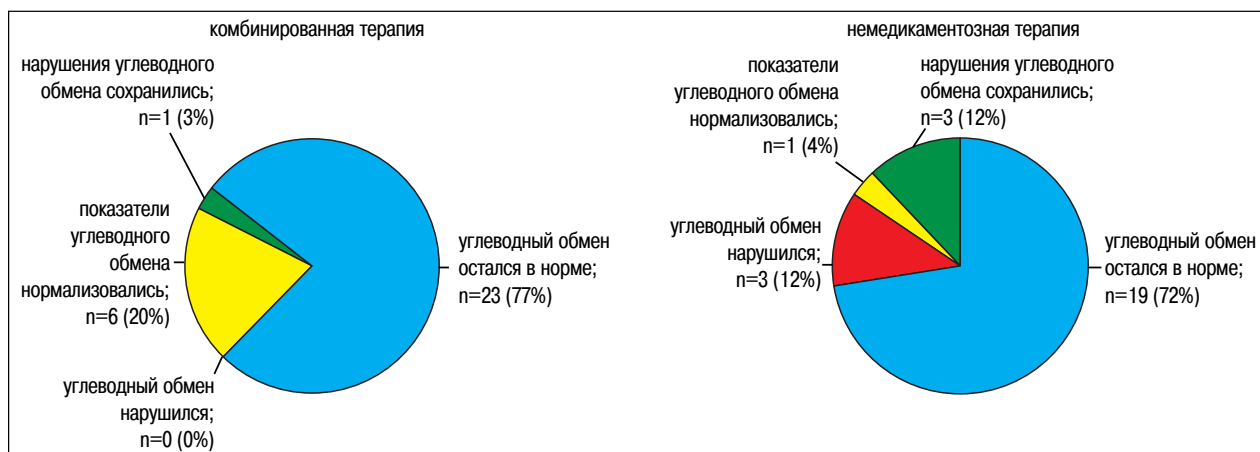 комбинированная терапия
нарушения углеводного
обмена сохранились;
n=1 (3%)
показатели
углеводного
обмена
нормализовались;
n=6 (20%)
углеводный обмен
нарушился;
n=0 (0%)
углеводный обмен
остался в норме;
n=23 (77%)
немедикаментозная терапия
показатели
углеводного обмена
нормализовались;
n=1 (4%)
нарушения углеводного
обмена сохранились;
n=3 (12%)
углеводный обмен
нарушился;
n=3 (12%)
углеводный обмен
остался в норме;
n=19 (72%)